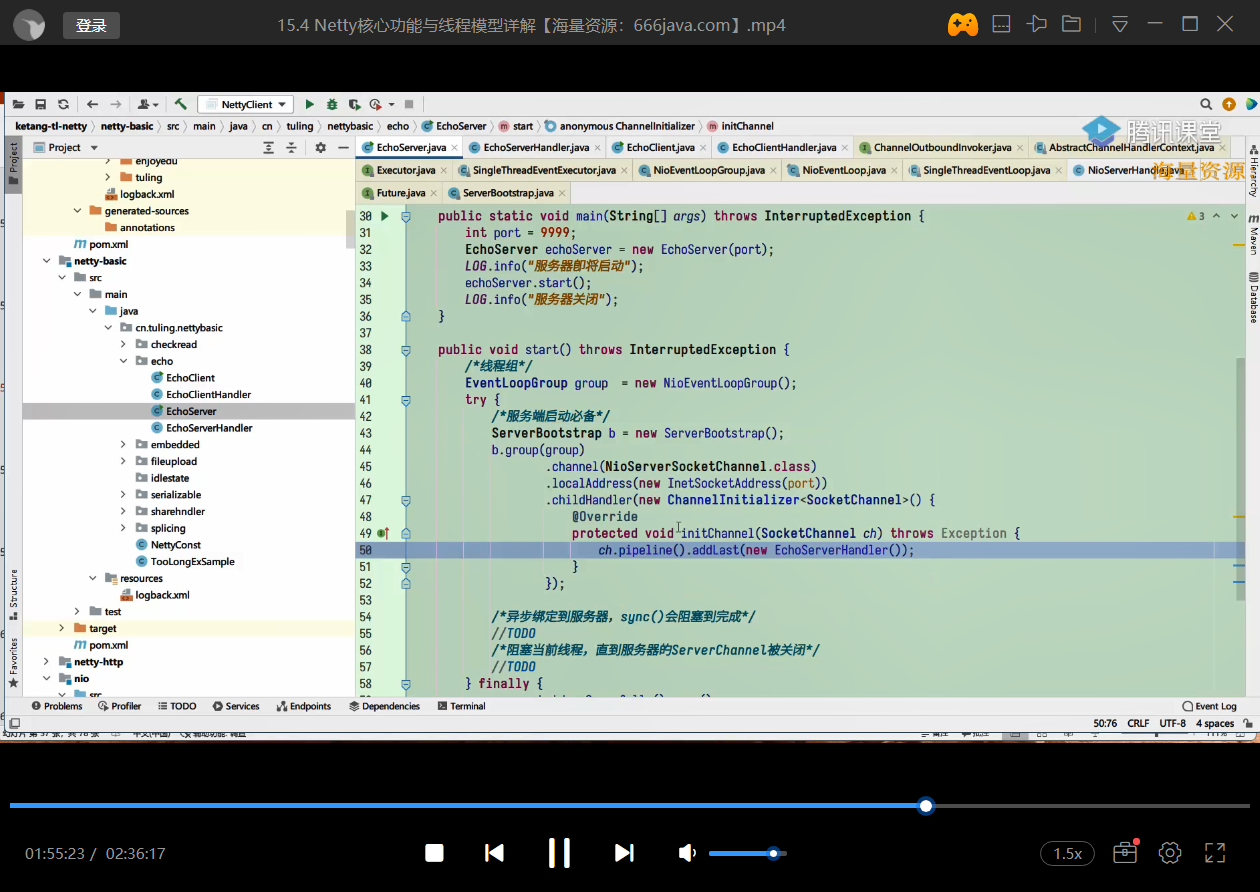 登录
15.4 Netty核心功能与线程模型详解【海量资源：666java.com】.mp4
NettyClient
ketang-tl-netty
netty-basic
src
main
java
cn
tuling
nettybasic
echo
EchoServer
start
anonymous ChannelInitializer
initChannel
腾讯课堂
海量资源
Project
Project
EchoServer.java
EchoServerHandler.java
EchoClient.java
EchoClientHandler.java
ChannelOutboundInvoker.java
AbstractChannelHandlerContext.java
Executor.java
SingleThreadEventExecutor.java
NioEventLoopGroup.java
NioEventLoop.java
SingleThreadEventLoop.java
NioServerHandler.java
Future.java
ServerBootstrap.java
Hierarchy
Maven
Database
enjoyedu
tuling
logback.xml
generated-sources
annotations
pom.xml
netty-basic
src
main
java
cn.tuling.nettybasic
checkread
echo
EchoClient
EchoClientHandler
EchoServer
EchoServerHandler
embedded
fileupload
idlestate
serializable
sharehndler
splicing
NettyConst
TooLongExSample
resources
logback.xml
test
target
pom.xml
netty-http
nio
src
Structure
Favorites
3
30 public static void main(String[] args) throws InterruptedException {
31 int port = 9999;
32 EchoServer echoServer = new EchoServer(port);
33 LOG.info("服务器即将启动");
34 echoServer.start();
35 LOG.info("服务器关闭");
36 }
37
38 public void start() throws InterruptedException {
39 /*线程组*/
40 EventLoopGroup group  = new NioEventLoopGroup();
41 try {
42 /*服务端启动必备*/
43 ServerBootstrap b = new ServerBootstrap();
44 b.group(group)
45 .channel(NioServerSocketChannel.class)
46 .localAddress(new InetSocketAddress(port))
47 .childHandler(new ChannelInitializer<SocketChannel>() {
48 @Override
49 protected void initChannel(SocketChannel ch) throws Exception {
50 ch.pipeline().addLast(new EchoServerHandler());
51 }
52 });
53
54 /*异步绑定到服务器，sync()会阻塞到完成*/
55 //TODO
56 /*阻塞当前线程，直到服务器的ServerChannel被关闭*/
57 //TODO
58 } finally {
Problems
Profiler
TODO
Services
Endpoints
Dependencies
Terminal
Event Log
50:76 CRLF UTF-8 4 spaces
01:55:23 / 02:36:17
1.5x